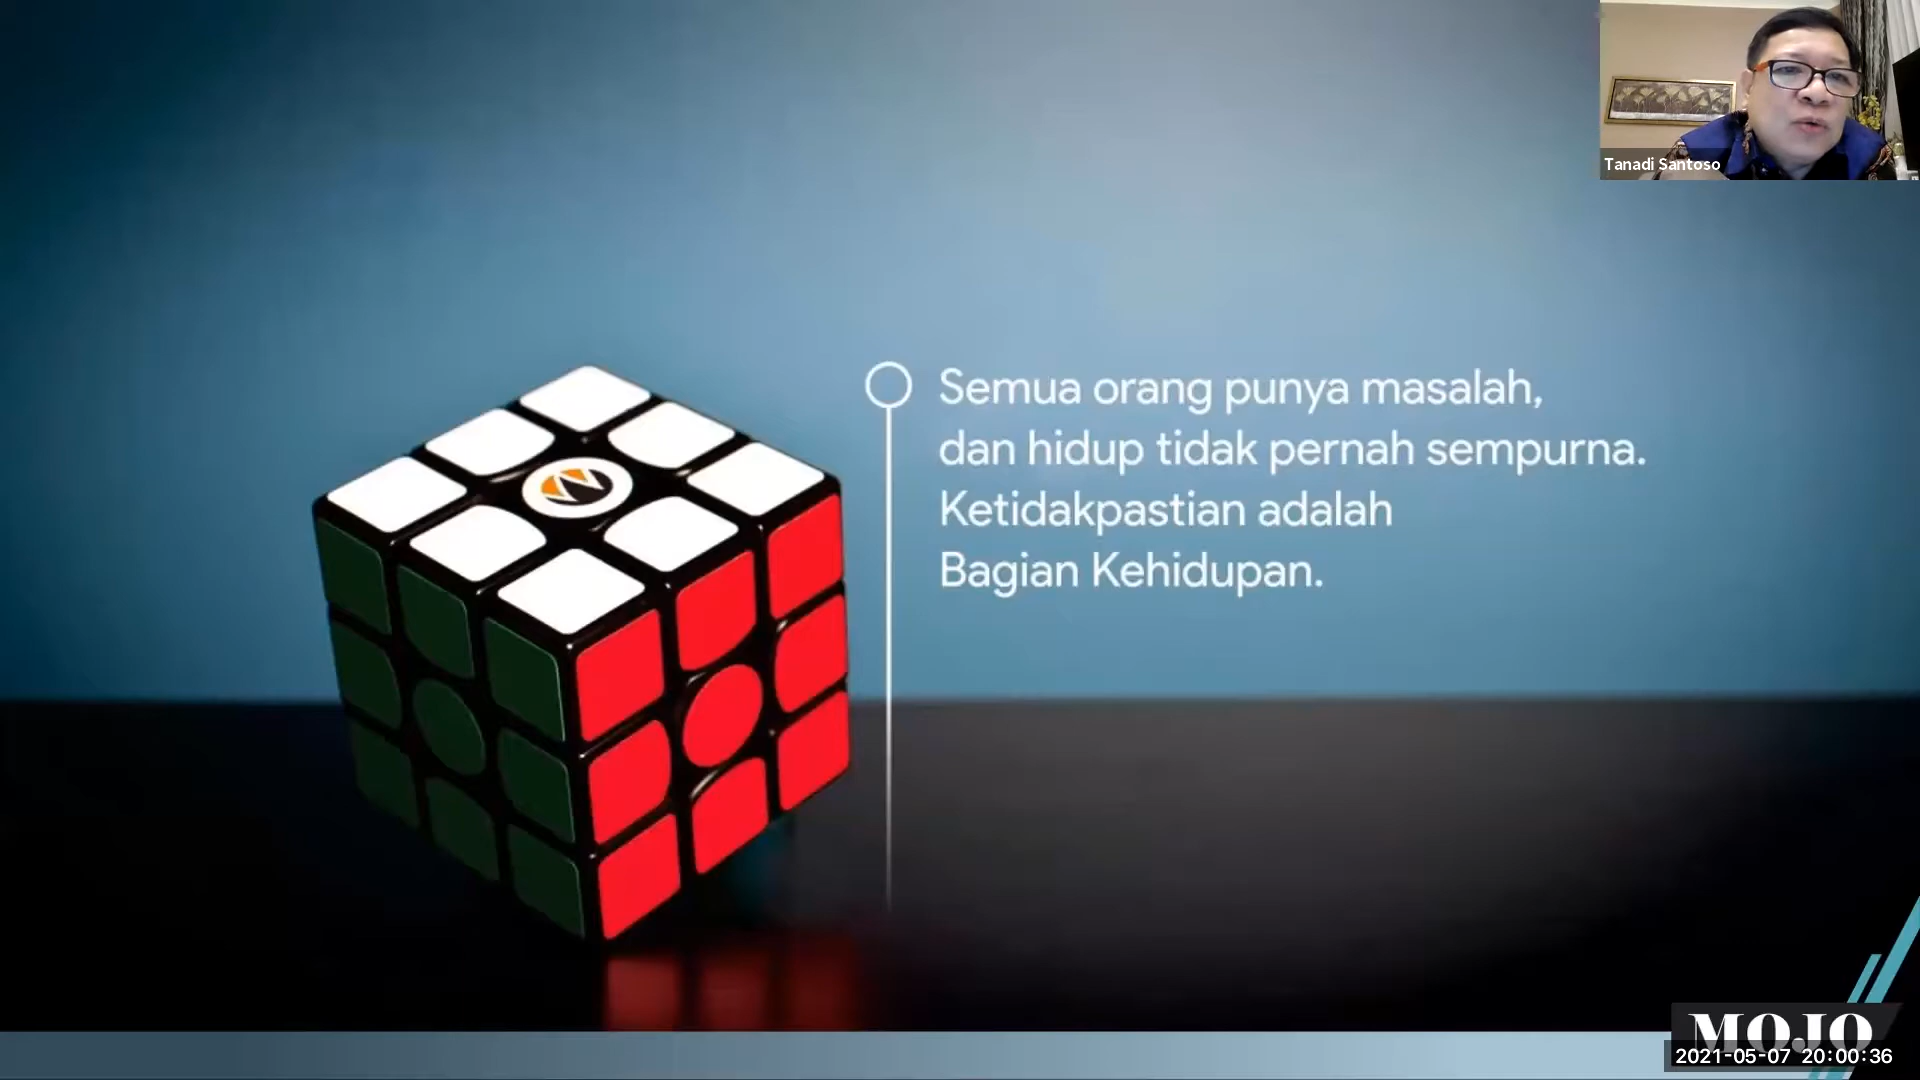 Tanadi Santoso
Semua orang punya masalah,
dan hidup tidak pernah sempurna.
Ketidakpastian adalah
Bagian Kehidupan.
MOJO
2021-05-07 20:00:36